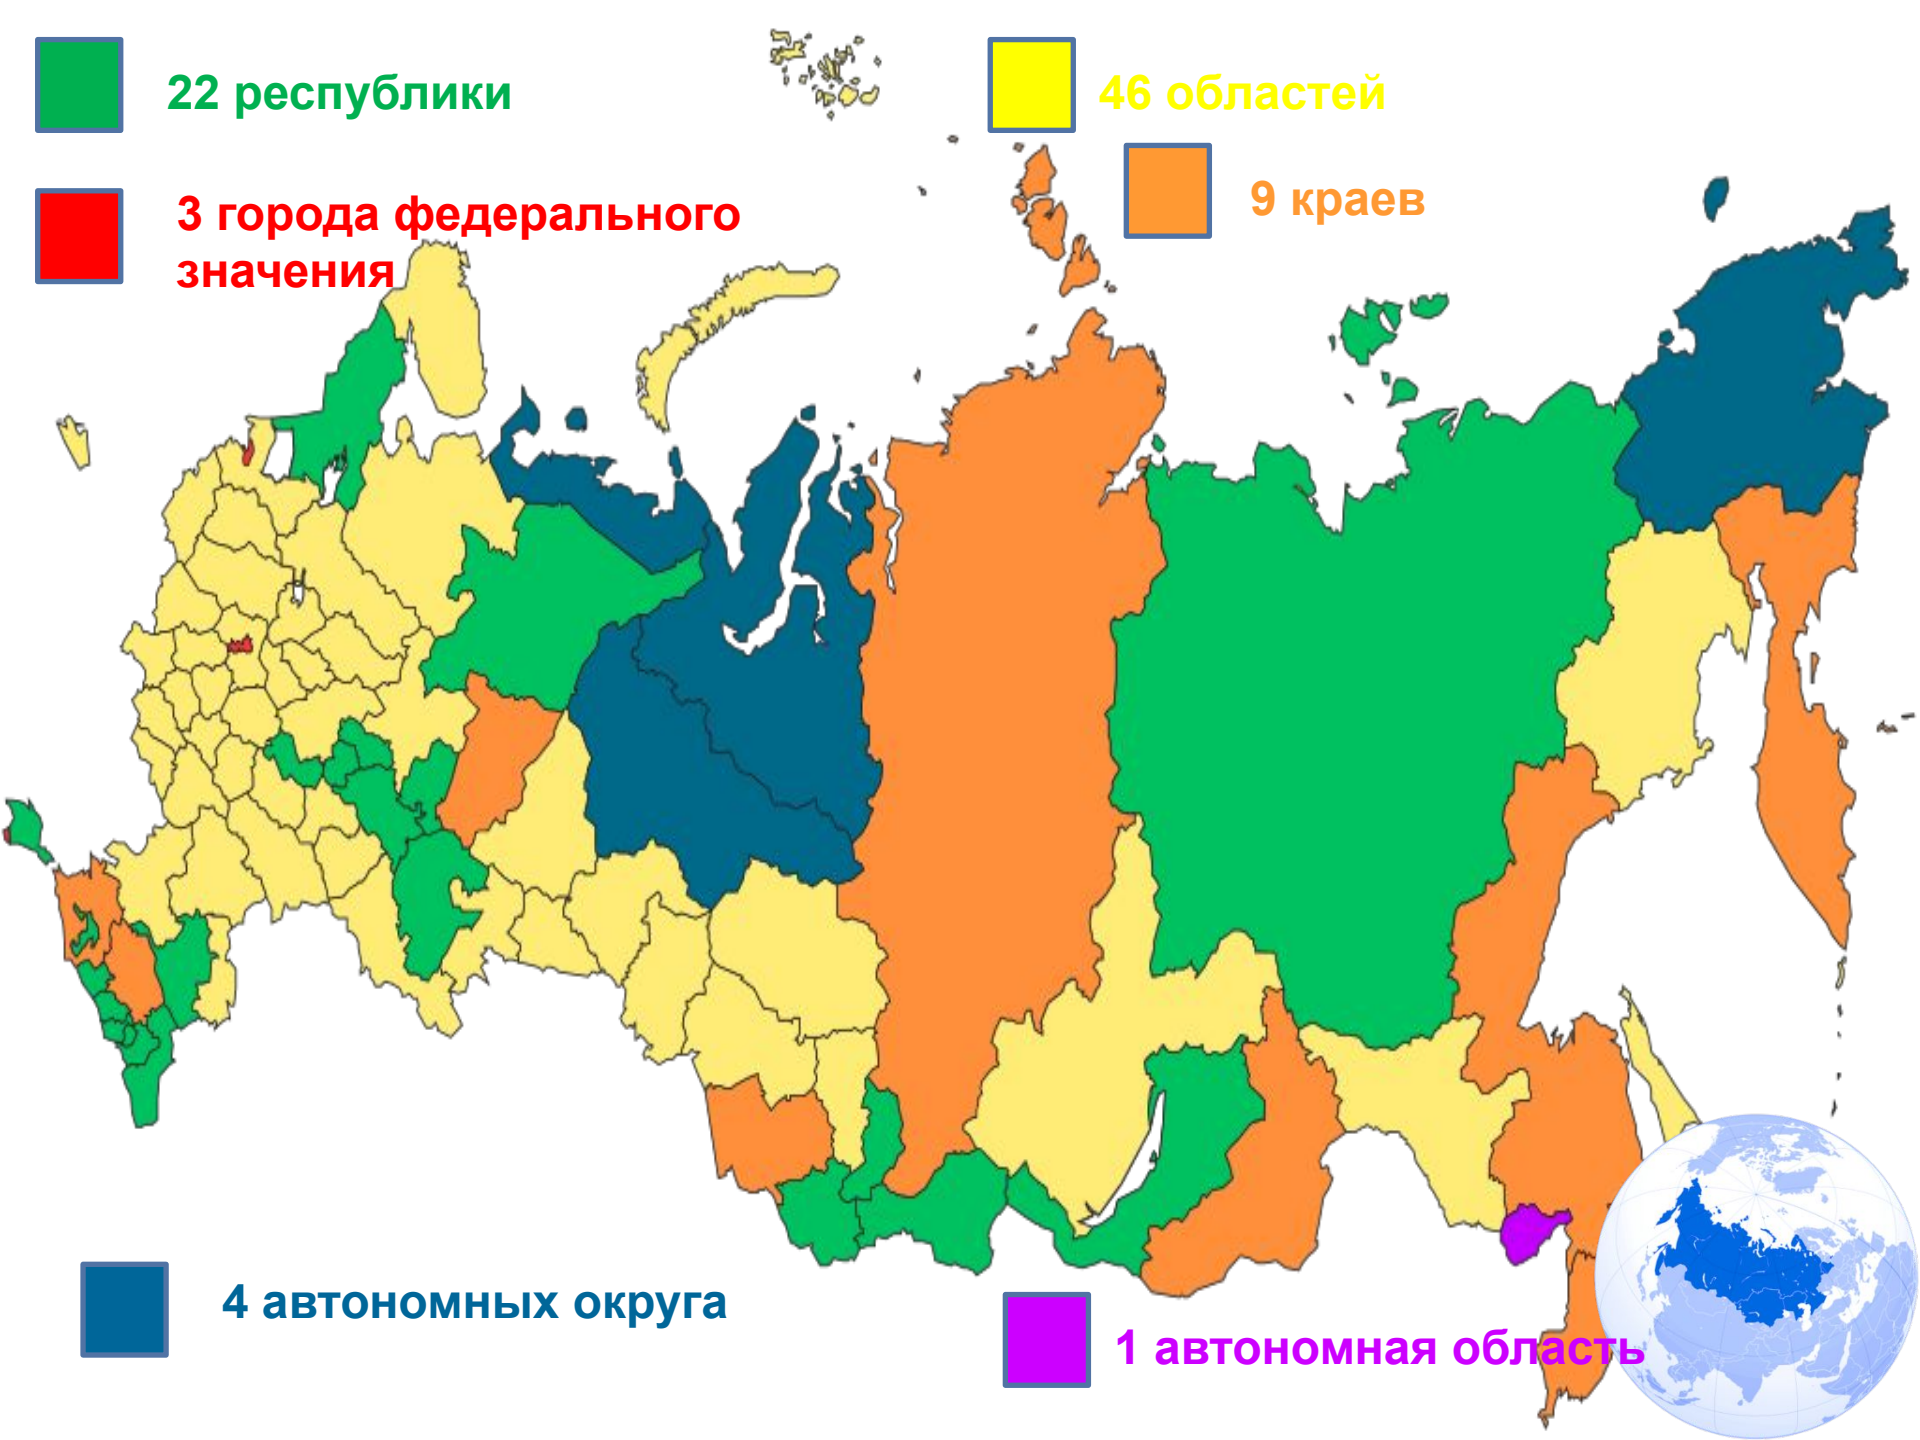 22 республики
46 областей
9 краев
3 города федерального
значения
4 автономных округа
1 автономная область